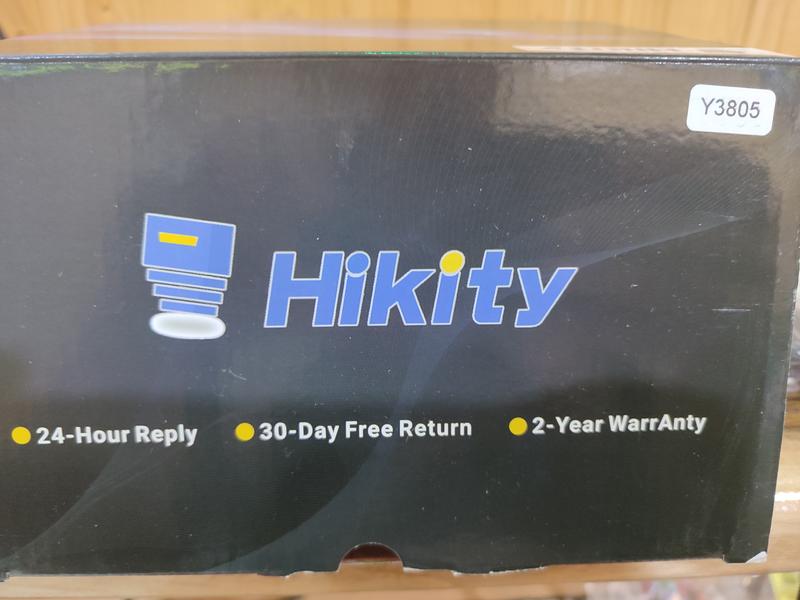 Y3805
Hikity
24-Hour Reply
30-Day Free Return
2-Year WarrAnty